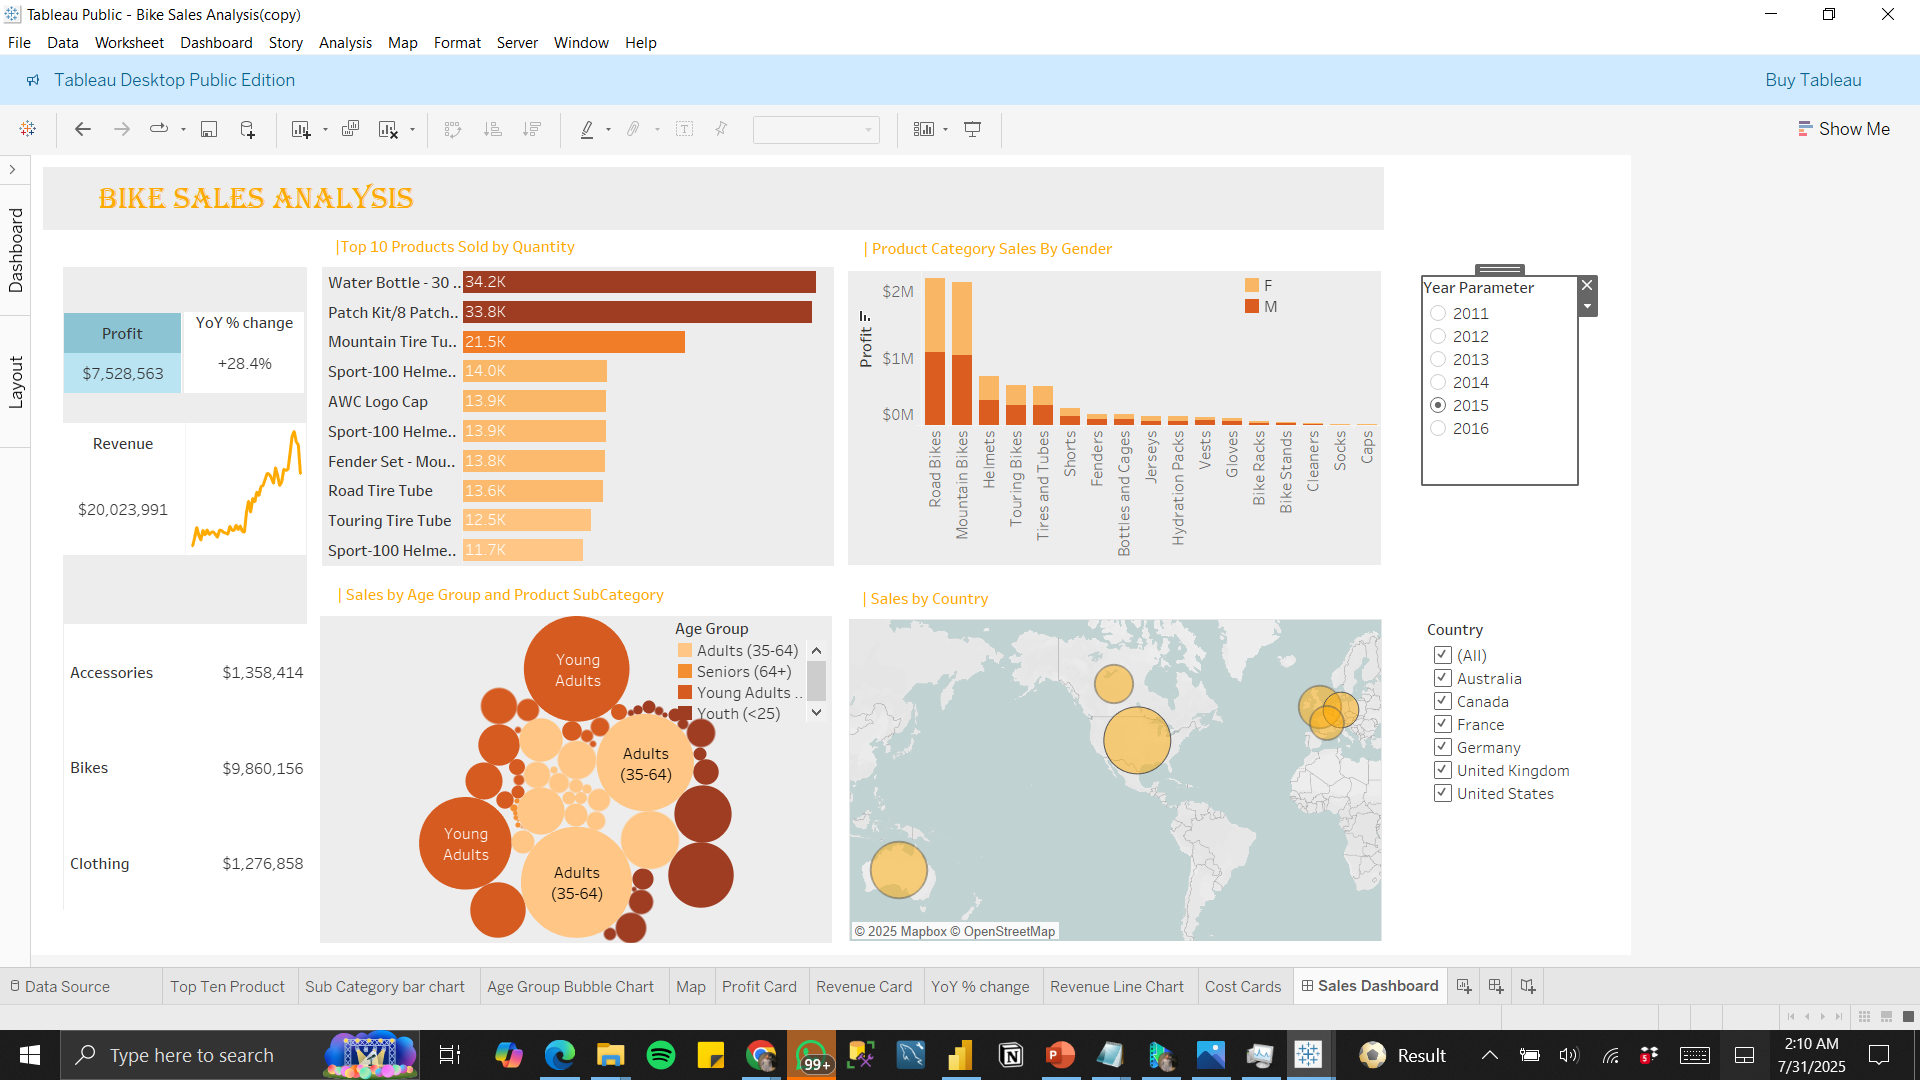 Tableau Public - Bike Sales Analysis(copy)
File Data Worksheet Dashboard Story Analysis Map Format Server Window Help
Tableau Desktop Public Edition
Buy Tableau
Show Me
Dashboard
Layout
BIKE SALES ANALYSIS
Profit
$7,528,563
YoY % change
+28.4%
Revenue
$20,023,991
Accessories $1,358,414
Bikes $9,860,156
Clothing $1,276,858
|Top 10 Products Sold by Quantity
Water Bottle - 30 .. 34.2K
Patch Kit/8 Patch.. 33.8K
Mountain Tire Tu.. 21.5K
Sport-100 Helme.. 14.0K
AWC Logo Cap 13.9K
Sport-100 Helme.. 13.9K
Fender Set - Mou.. 13.8K
Road Tire Tube 13.6K
Touring Tire Tube 12.5K
Sport-100 Helme.. 11.7K
| Product Category Sales By Gender
F
M
Profit
$2M
$1M
$0M
Road Bikes
Mountain Bikes
Helmets
Touring Bikes
Tires and Tubes
Shorts
Fenders
Bottles and Cages
Jerseys
Hydration Packs
Vests
Gloves
Bike Racks
Bike Stands
Cleaners
Socks
Caps
Year Parameter
2011
2012
2013
2014
2015
2016
| Sales by Age Group and Product SubCategory
Age Group
Adults (35-64)
Seniors (64+)
Young Adults ..
Youth (<25)
Young
Adults
Adults
(35-64)
Young
Adults
Adults
(35-64)
| Sales by Country
© 2025 Mapbox © OpenStreetMap
Country
(All)
Australia
Canada
France
Germany
United Kingdom
United States
Data Source
Top Ten Product
Sub Category bar chart
Age Group Bubble Chart
Map
Profit Card
Revenue Card
YoY % change
Revenue Line Chart
Cost Cards
Sales Dashboard
Type here to search
99+
Result
5
2:10 AM
7/31/2025